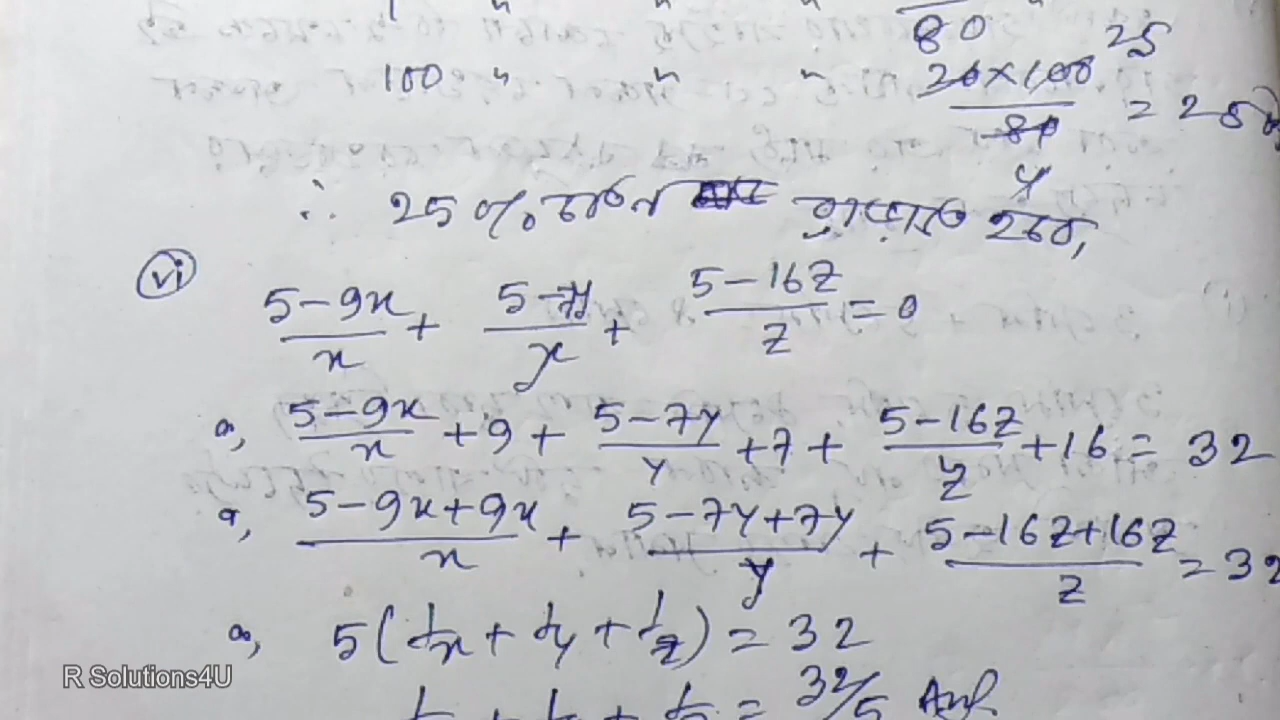 1 " " " 80
100 " " " 20×100/80 = 25 25 4
∴ 25%
(vi) (5-9x)/x + (5-7y)/y + (5-16z)/z = 0
বা, (5-9x)/x + 9 + (5-7y)/y + 7 + (5-16z)/z + 16 = 32
বা, (5-9x+9x)/x + (5-7y+7y)/y + (5-16z+16z)/z = 32
বা, 5(1/x + 1/y + 1/z) = 32
1/x + 1/y + 1/z = 32/5 Ans
R Solutions4U